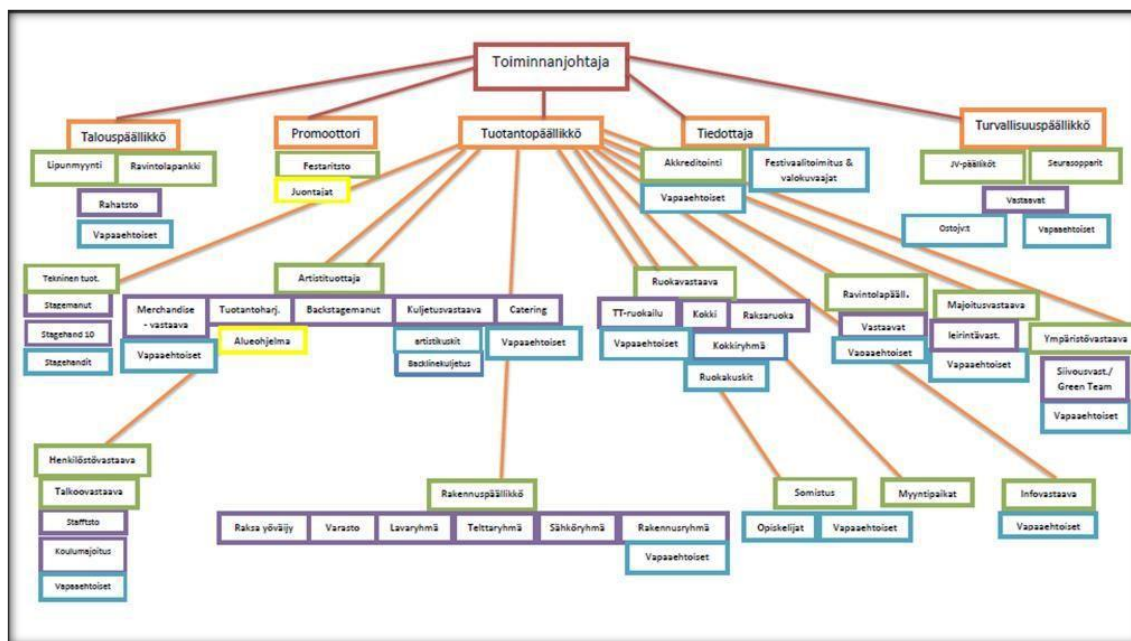 Toiminnanjohtaja
Talouspäällikkö
Promoottori
Tuotantopäällikkö
Tiedottaja
Turvallisuuspäällikkö
Lipunmyynti
Ravintolapankki
Rahatsto
Vapaaehtoiset
Festaritsto
Juontajat
Akkreditointi
Festivaalitoimitus &
valokuvaajat
Vapaaehtoiset
JV-päälliköt
Seurasopparit
Vastaavat
Ostojv:t
Vapaaehtoiset
Tekninen tuot.
Stagemanut
Stagehand 10
Stagehandit
Artistituottaja
Merchandise
- vastaava
Tuotantoharj.
Backstagemanut
Kuljetusvastaava
Catering
Vapaaehtoiset
Alueohjelma
artistikuskit
Backlinekuljetus
Vapaaehtoiset
Ruokavastaava
TT-ruokailu
Kokki
Raksaruoka
Vapaaehtoiset
Kokkiryhmä
Ruokakuskit
Ravintolapääll.
Vastaavat
Vaoaaehtoiset
Majoitusvastaava
leirintävast.
Vapaaehtoiset
Ympäristövastaava
Siivousvast./
Green Team
Vapaaehtoiset
Henkilöstövastaava
Talkoovastaava
Stafftsto
Koulumajoitus
Vapaaehtoiset
Rakennuspäällikkö
Raksa yöväijy
Varasto
Lavaryhmä
Telttaryhmä
Sähköryhmä
Rakennusryhmä
Vapaaehtoiset
Somistus
Opiskelijat
Vapaaehtoiset
Myyntipaikat
Infovastaava
Vapaaehtoiset